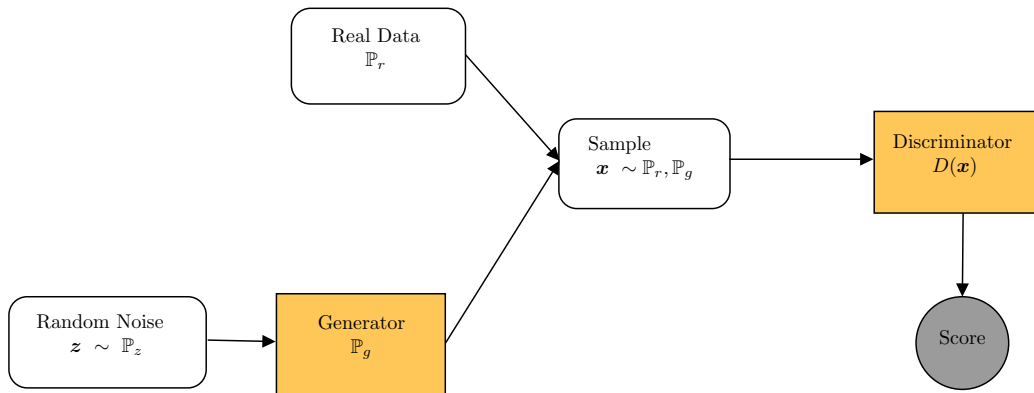 Real Data
ℙ_r
Sample
𝒙 ∼ ℙ_r, ℙ_g
Discriminator
D(𝒙)
Random Noise
𝒛 ∼ ℙ_z
Generator
ℙ_g
Score